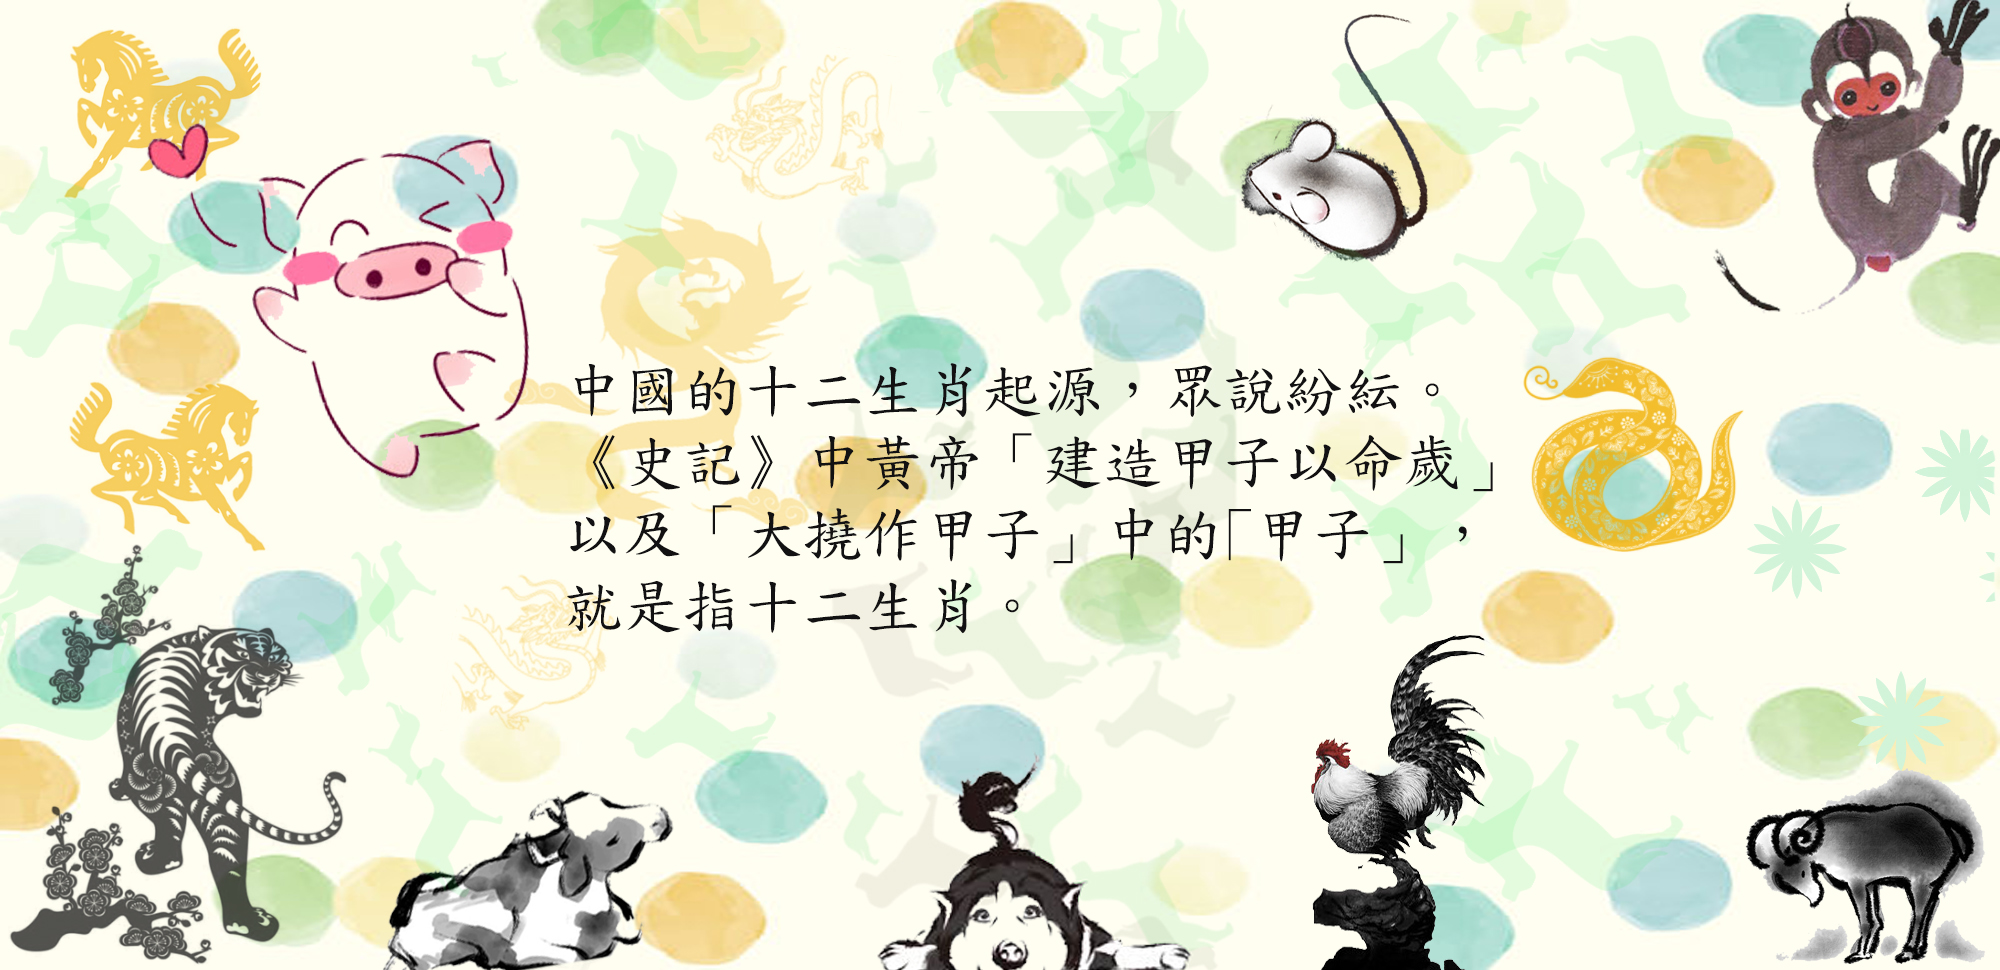 中國的十二生肖起源，眾說紛紜。
《史記》中黃帝「建造甲子以命歲」
以及「大撓作甲子」中的「甲子」，
就是指十二生肖。